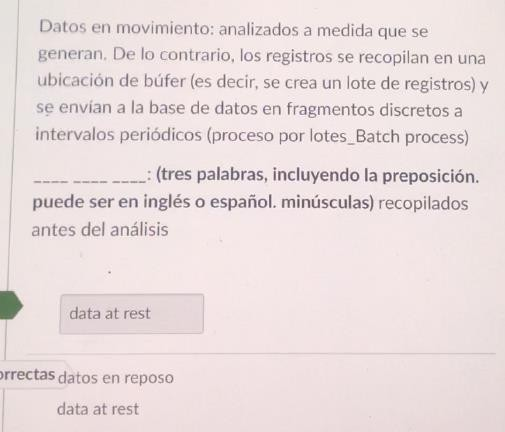 Datos en movimiento: analizados a medida que se
generan. De lo contrario, los registros se recopilan en una
ubicación de búfer (es decir, se crea un lote de registros) y
se envían a la base de datos en fragmentos discretos a
intervalos periódicos (proceso por lotes_Batch process)
____ ____ ____: (tres palabras, incluyendo la preposición.
puede ser en inglés o español. minúsculas) recopilados
antes del análisis
data at rest
orrectas datos en reposo
data at rest